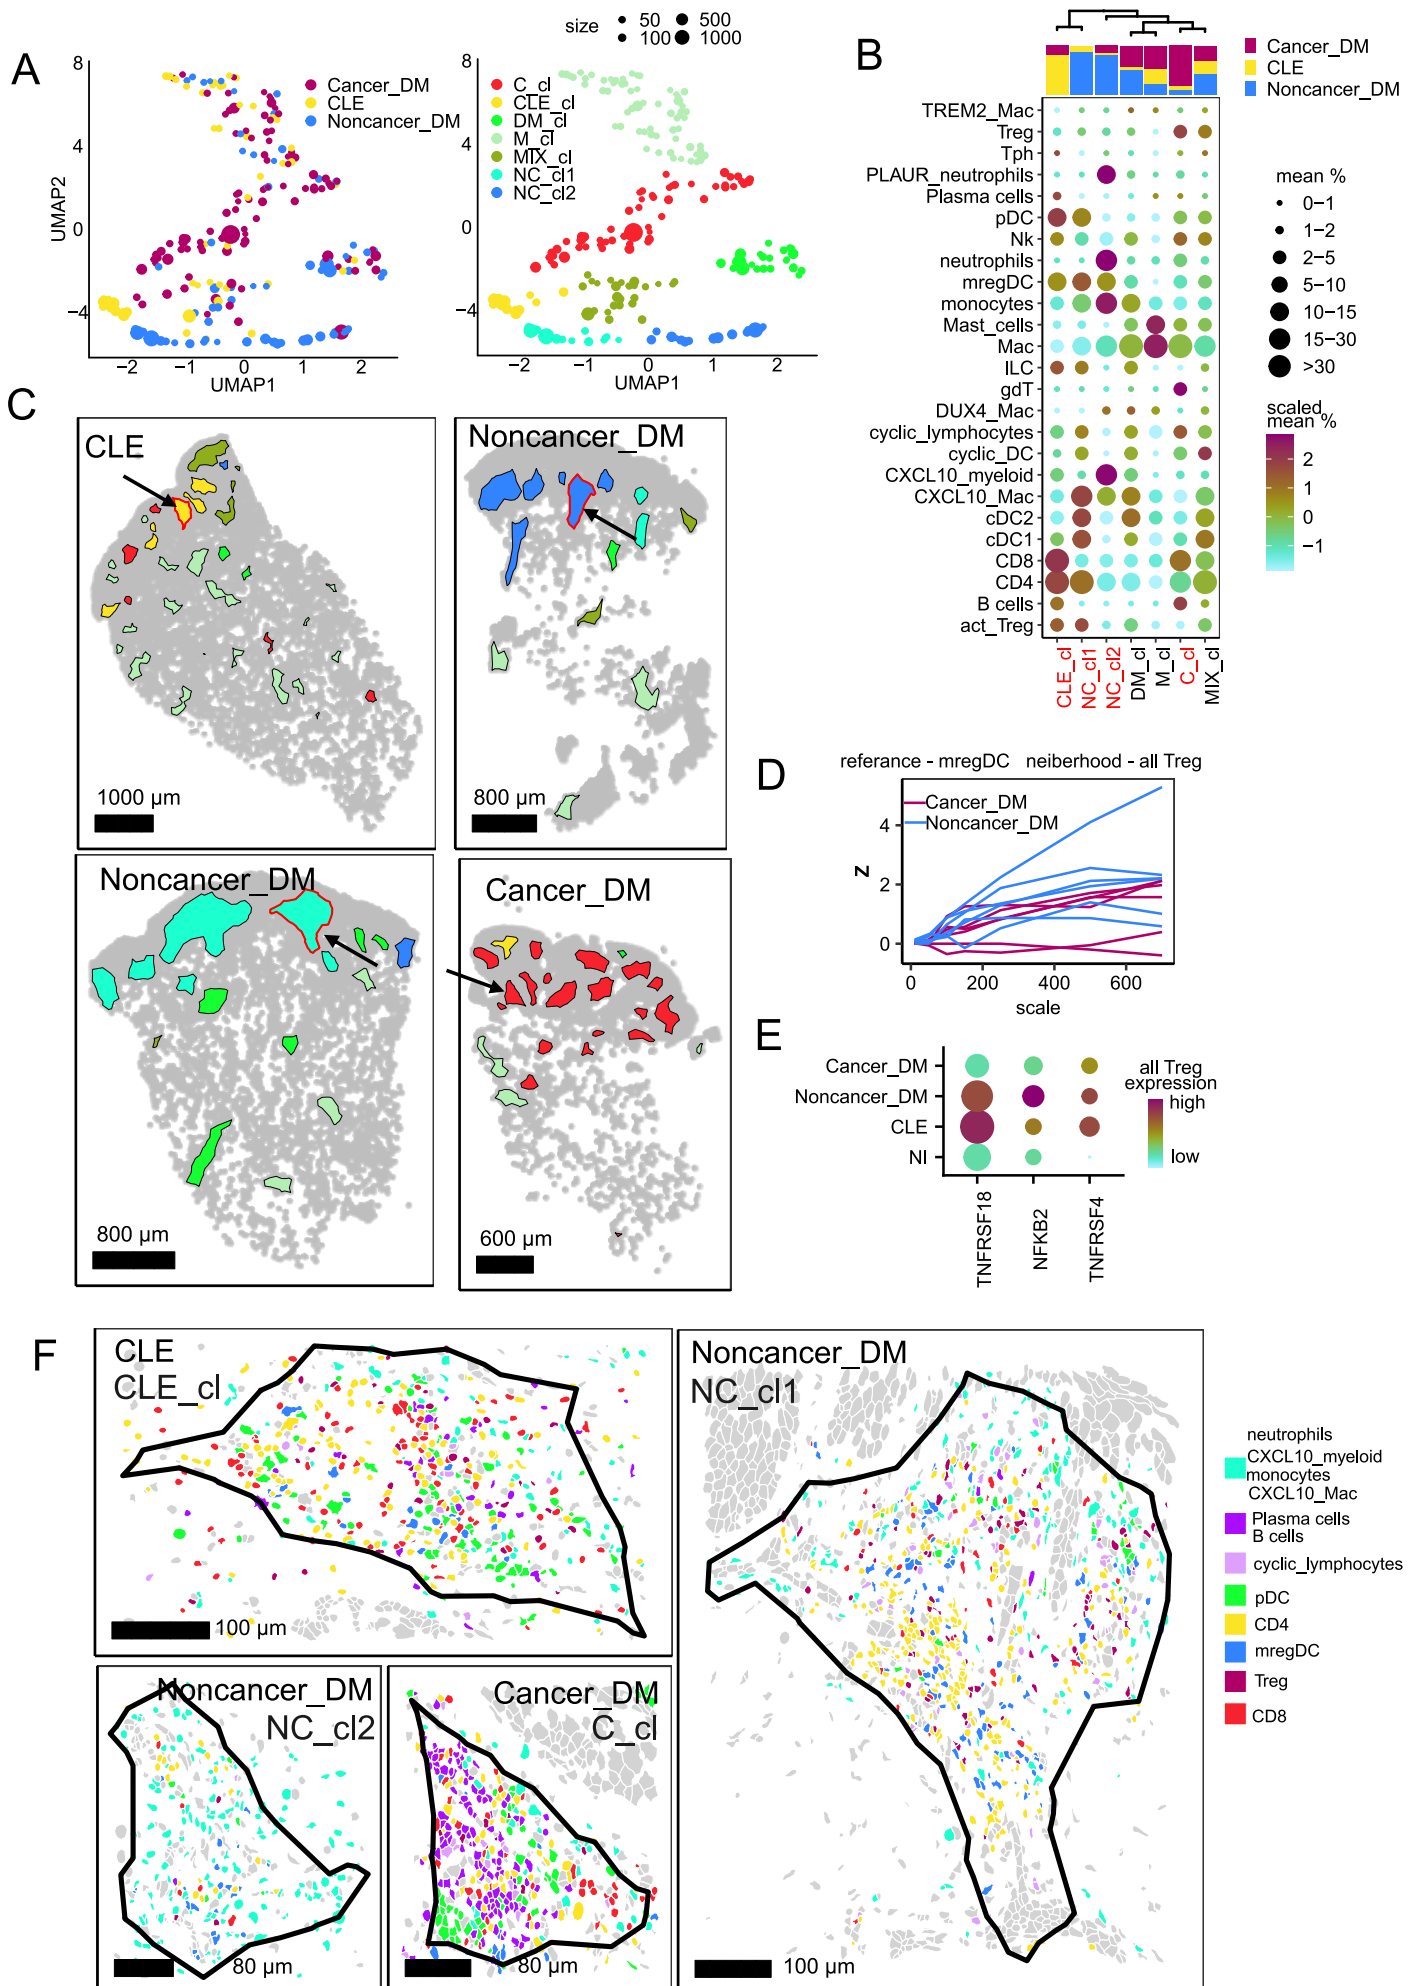 size
50
500
100
1000
A
8
4
0
−4
UMAP2
Cancer_DM
CLE
Noncancer_DM
−2
−1
0
1
2
UMAP1
8
4
0
−4
C_cl
CLE_cl
DM_cl
M_cl
MIX_cl
NC_cl1
NC_cl2
−2
−1
0
1
2
UMAP1
B
Cancer_DM
CLE
Noncancer_DM
TREM2_Mac
Treg
Tph
PLAUR_neutrophils
Plasma cells
pDC
Nk
neutrophils
mregDC
monocytes
Mast_cells
Mac
ILC
gdT
DUX4_Mac
cyclic_lymphocytes
cyclic_DC
CXCL10_myeloid
CXCL10_Mac
cDC2
cDC1
CD8
CD4
B cells
act_Treg
CLE_cl
NC_cl1
NC_cl2
DM_cl
M_cl
C_cl
MIX_cl
mean %
0−1
1−2
2−5
5−10
10−15
15−30
>30
scaled
mean %
2
1
0
−1
C
CLE
1000 µm
Noncancer_DM
800 µm
Noncancer_DM
800 µm
Cancer_DM
600 µm
D
referance - mregDC neiberhood - all Treg
Cancer_DM
Noncancer_DM
Z
4
2
0
0
200
400
600
scale
E
Cancer_DM
Noncancer_DM
CLE
NI
TNFRSF18
NFKB2
TNFRSF4
all Treg
expression
high
low
F
CLE
CLE_cl
100 µm
Noncancer_DM
NC_cl2
80 µm
Cancer_DM
C_cl
80 µm
Noncancer_DM
NC_cl1
100 µm
neutrophils
CXCL10_myeloid
monocytes
CXCL10_Mac
Plasma cells
B cells
cyclic_lymphocytes
pDC
CD4
mregDC
Treg
CD8